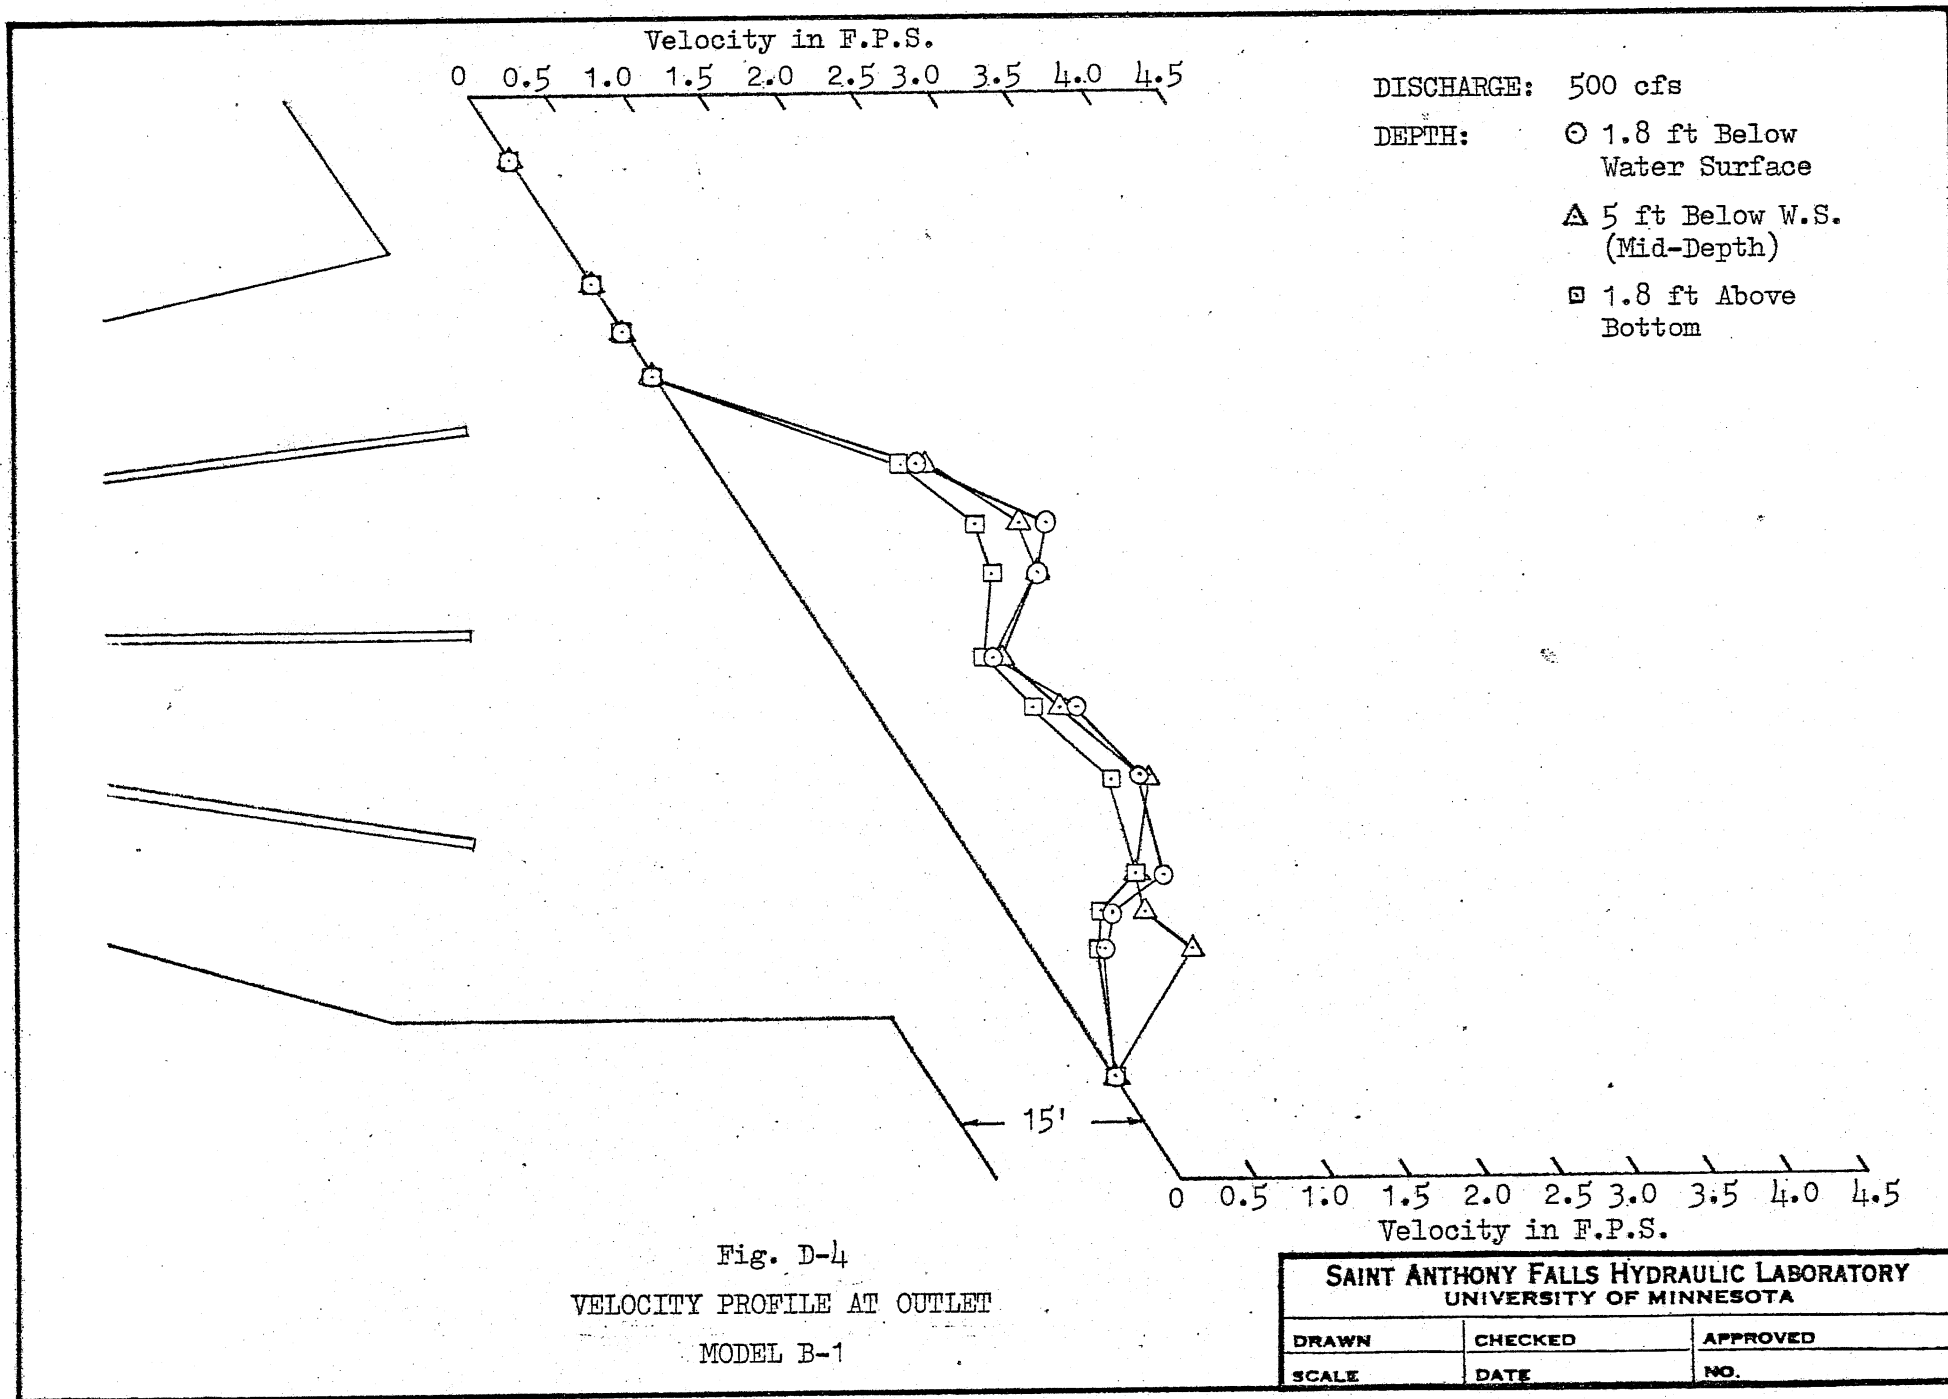 Velocity in F.P.S.
0 0.5 1.0 1.5 2.0 2.5 3.0 3.5 4.0 4.5
DISCHARGE: 500 cfs
DEPTH: 1.8 ft Below
Water Surface
5 ft Below W.S.
(Mid-Depth)
1.8 ft Above
Bottom
15'
0 0.5 1.0 1.5 2.0 2.5 3.0 3.5 4.0 4.5
Velocity in F.P.S.
Fig. D-4
VELOCITY PROFILE AT OUTLET
MODEL B-1
SAINT ANTHONY FALLS HYDRAULIC LABORATORY
UNIVERSITY OF MINNESOTA
DRAWN CHECKED APPROVED
SCALE DATE NO.